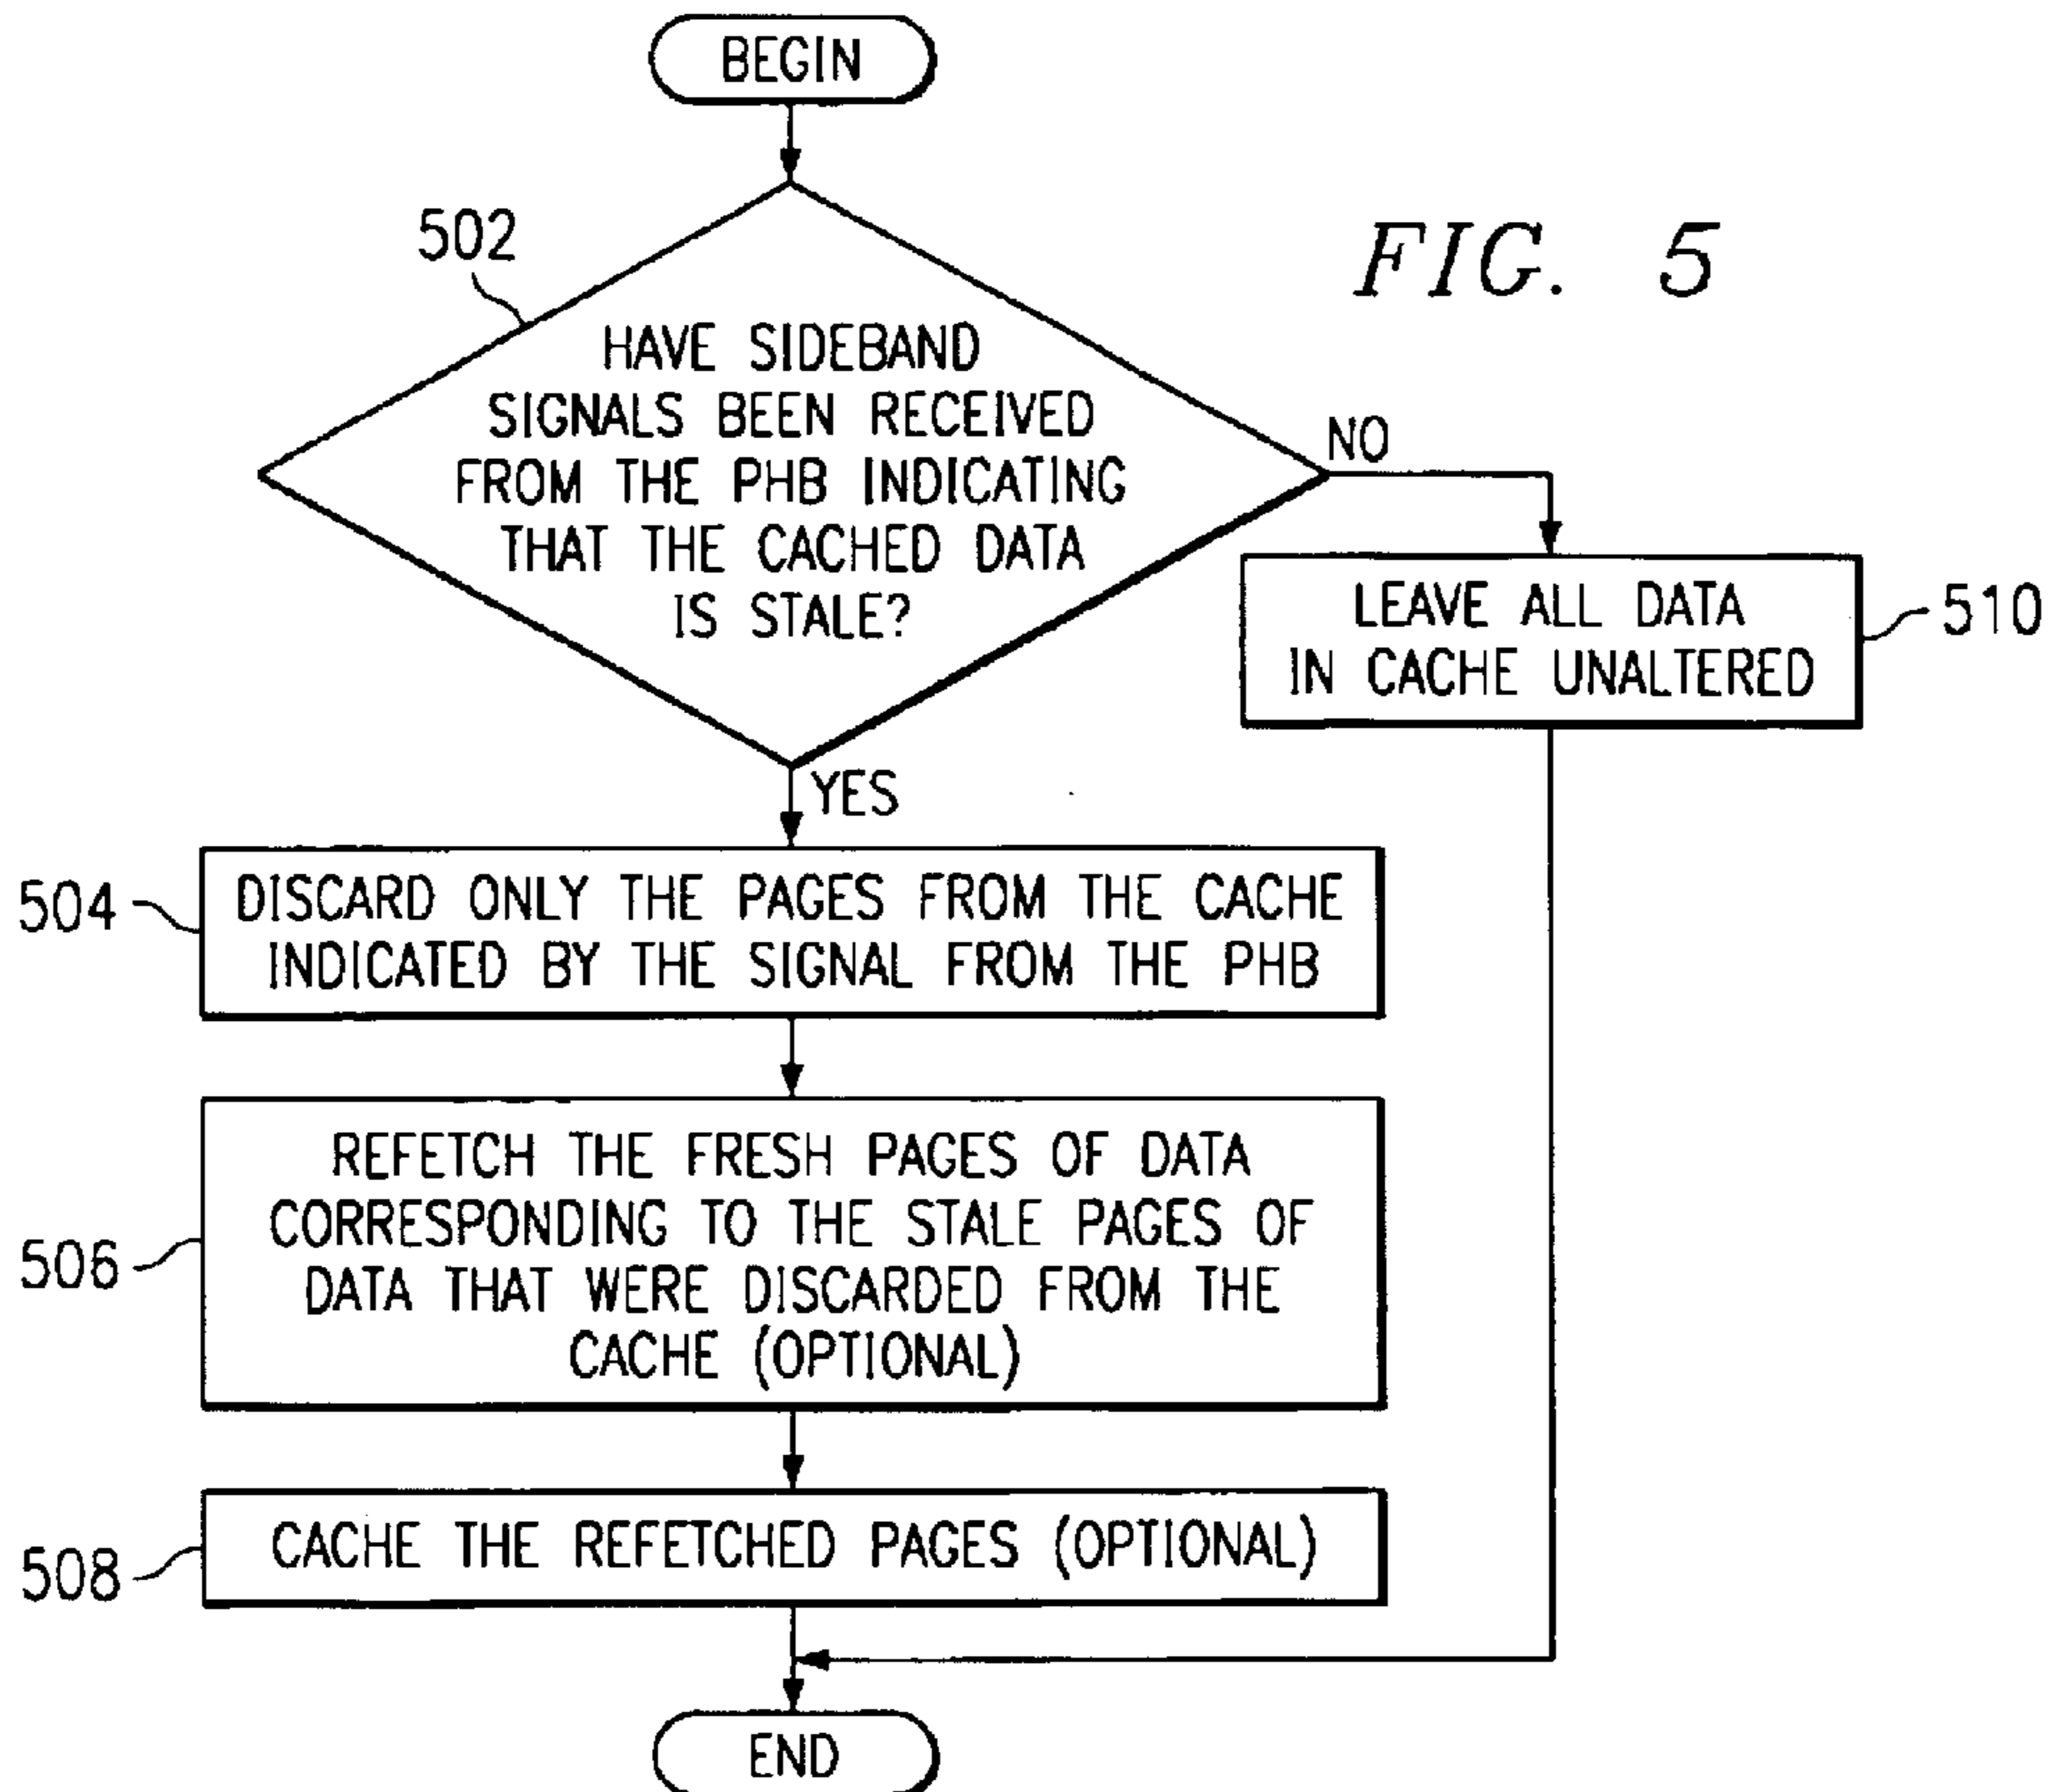 BEGIN
502
FIG. 5
HAVE SIDEBAND
SIGNALS BEEN RECEIVED
FROM THE PHB INDICATING
THAT THE CACHED DATA
IS STALE?
NO
LEAVE ALL DATA
IN CACHE UNALTERED
510
YES
504
DISCARD ONLY THE PAGES FROM THE CACHE
INDICATED BY THE SIGNAL FROM THE PHB
506
REFETCH THE FRESH PAGES OF DATA
CORRESPONDING TO THE STALE PAGES OF
DATA THAT WERE DISCARDED FROM THE
CACHE (OPTIONAL)
508
CACHE THE REFETCHED PAGES (OPTIONAL)
END